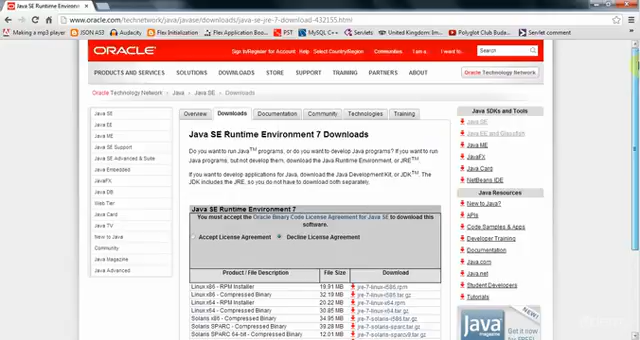 Java SE Runtime Environm
www.oracle.com/technetwork/java/javase/downloads/java-se-jre-7-download-432155.html
Making a mp3 player
JSON AS3
Avoiding the Dup
Flex Init Function
Flex Application Boo
PST
MySQL C++
United Kingdom: Im
Polyglot Club Buda
Servlet comment
ORACLE
Sign In/Register for Account
Help
Select Country/Region
Communities
I am a...
I want to...
Search
PRODUCTS AND SERVICES
SOLUTIONS
DOWNLOADS
STORE
SUPPORT
TRAINING
PARTNERS
ABOUT
Oracle Technology Network
Oracle Technology Network > Java > Java SE > Downloads
Java SE
Java EE
Java ME
Java SE Support
Java SE Advanced & Suite
Java Embedded
JavaFX
Java DB
Web Tier
Java Card
Java TV
New to Java
Community
Java Magazine
Java Advanced
Overview
Downloads
Documentation
Community
Technologies
Training
Java SE Runtime Environment 7 Downloads
Do you want to run Java™ programs, or do you want to develop Java programs? If you want to
run Java programs, but not develop them, download the Java Runtime Environment, or JRE™.
If you want to develop applications for Java, download the Java Development Kit, or JDK™. The
JDK includes the JRE, so you do not have to download both separately.
Java SE Runtime Environment 7
You must accept the Oracle Binary Code License Agreement for Java SE to download this
software.
Accept License Agreement
Decline License Agreement
Product / File Description
File Size
Download
Linux x86 - RPM Installer
19.91 MB
jre-7-linux-i586.rpm
Linux x86 - Compressed Binary
32.19 MB
jre-7-linux-i586.tar.gz
Linux x64 - RPM Installer
20.22 MB
jre-7-linux-x64.rpm
Linux x64 - Compressed Binary
30.85 MB
jre-7-linux-x64.tar.gz
Solaris x86 - Compressed Binary
34.95 MB
jre-7-solaris-i586.tar.gz
Solaris SPARC - Compressed Binary
39.28 MB
jre-7-solaris-sparc.tar.gz
Solaris SPARC 64-bit - Compressed Binary
12.01 MB
jre-7-solaris-sparcv9.tar.gz
Java SDKs and Tools
Java SE
Java EE and Glassfish
Java ME
JavaFX
Java Card
NetBeans IDE
Java Resources
New to Java?
APIs
Code Samples & Apps
Developer Training
Documentation
Java.com
Java.net
Student Developers
Tutorials
NEW!
Java
magazine
Get it now
for FREE!